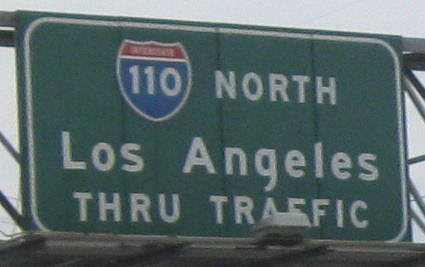 INTERSTATE
110 NORTH
Los Angeles
THRU TRAFFIC